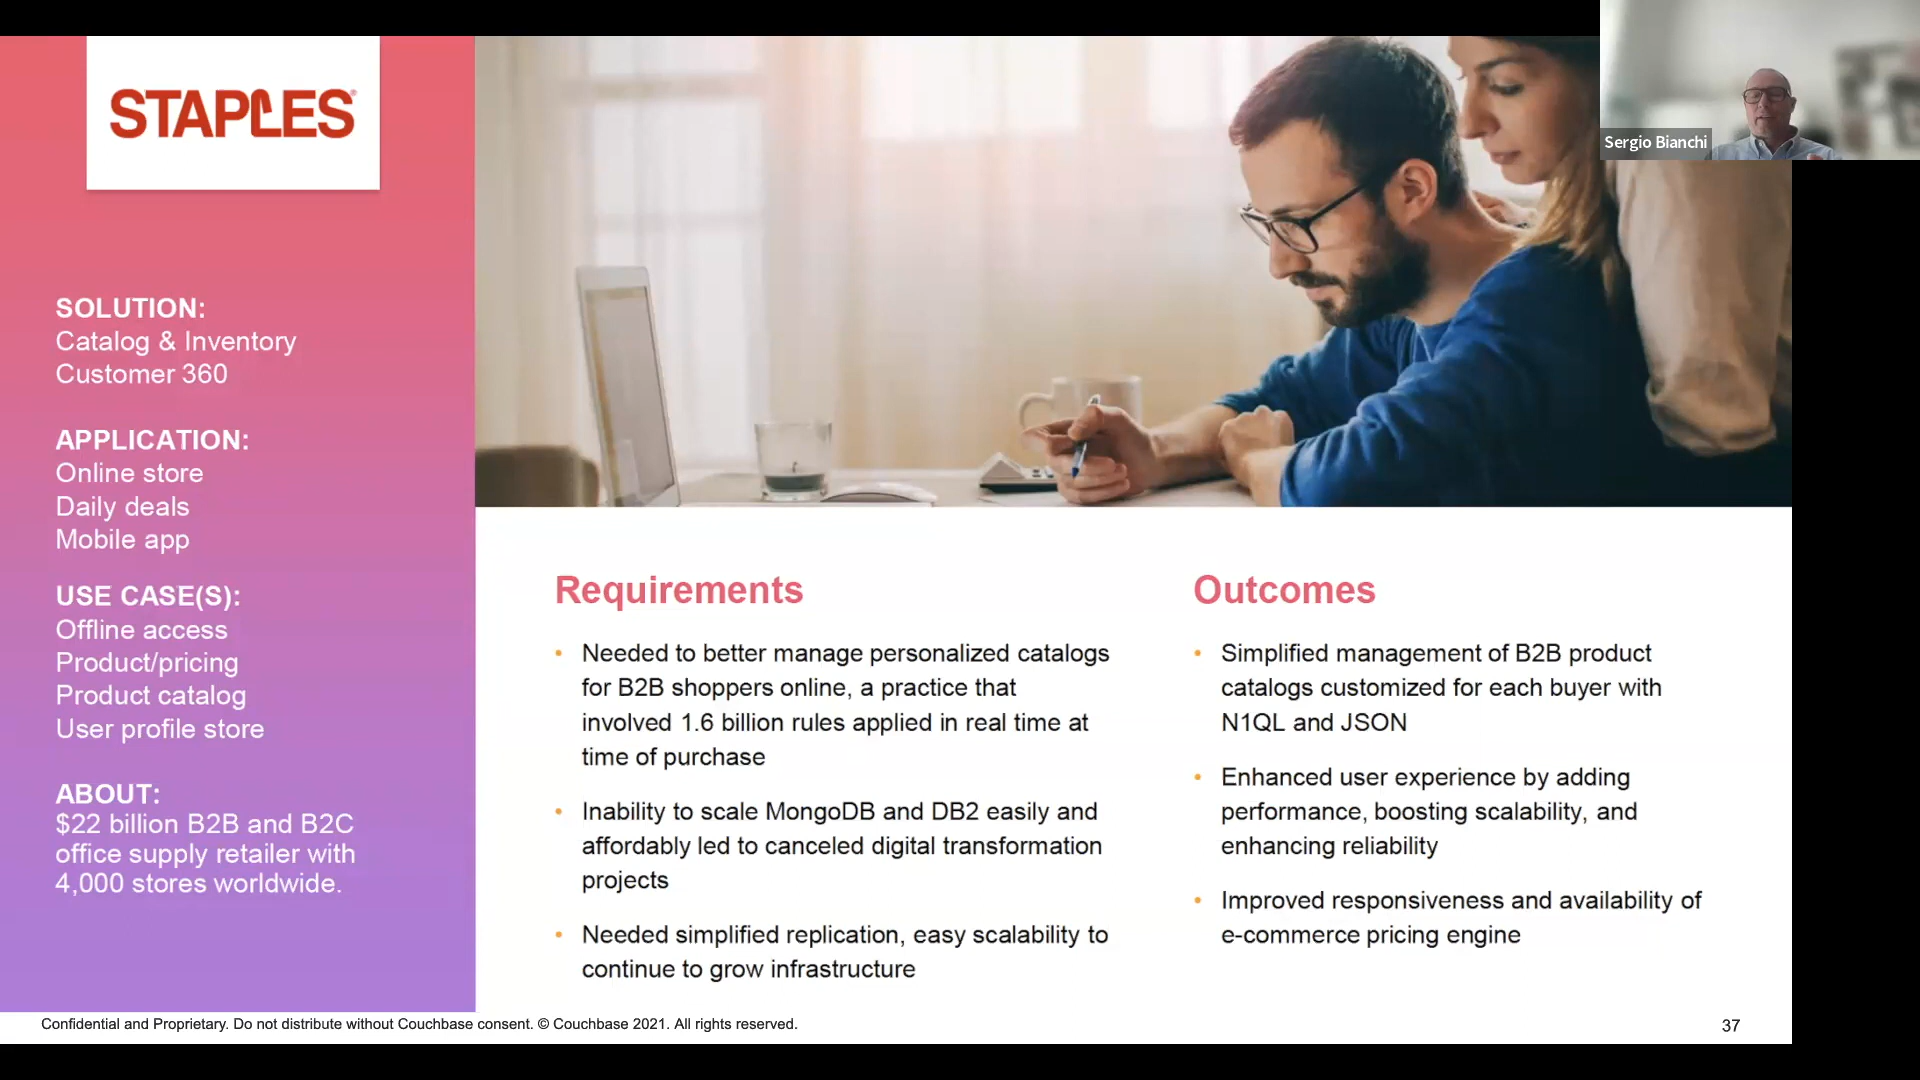 STAPLES
Sergio Bianchi
SOLUTION:
Catalog & Inventory
Customer 360
APPLICATION:
Online store
Daily deals
Mobile app
USE CASE(S):
Offline access
Product/pricing
Product catalog
User profile store
ABOUT:
$22 billion B2B and B2C
office supply retailer with
4,000 stores worldwide.
Requirements
• Needed to better manage personalized catalogs
for B2B shoppers online, a practice that
involved 1.6 billion rules applied in real time at
time of purchase
• Inability to scale MongoDB and DB2 easily and
affordably led to canceled digital transformation
projects
• Needed simplified replication, easy scalability to
continue to grow infrastructure
Outcomes
• Simplified management of B2B product
catalogs customized for each buyer with
N1QL and JSON
• Enhanced user experience by adding
performance, boosting scalability, and
enhancing reliability
• Improved responsiveness and availability of
e-commerce pricing engine
Confidential and Proprietary. Do not distribute without Couchbase consent. © Couchbase 2021. All rights reserved.
37